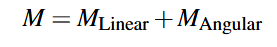 M = M_Linear + M_Angular